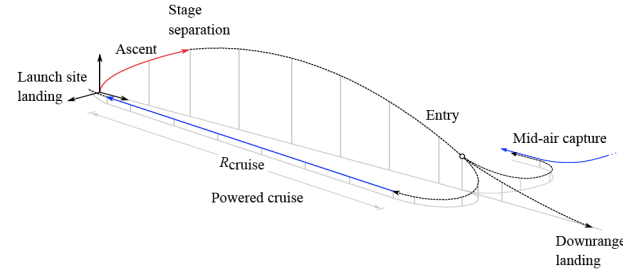 Stage
separation
Ascent
Launch site
landing
Entry
Mid-air capture
Rcruise
Powered cruise
Downrange
landing